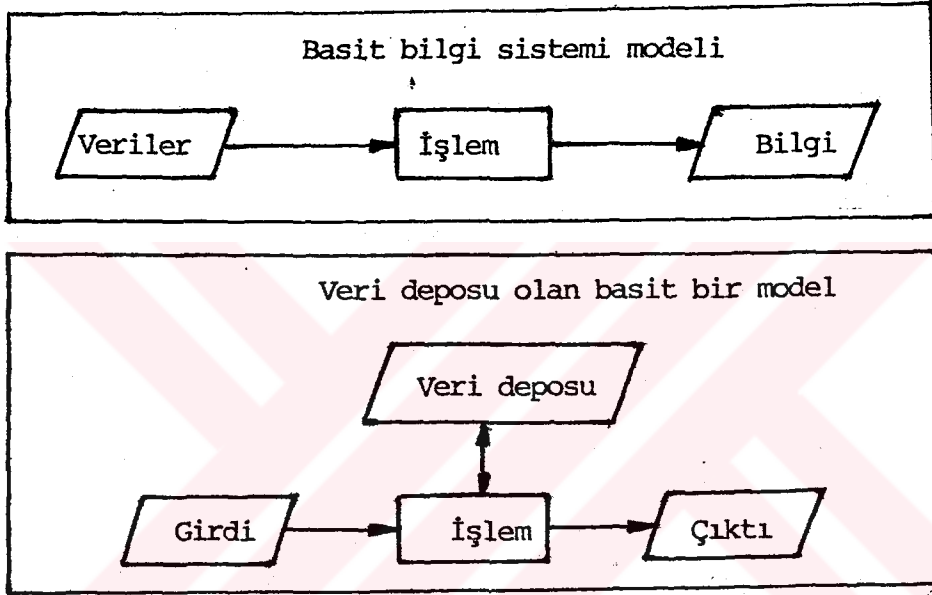 Basit bilgi sistemi modeli
Veriler İşlem Bilgi
Veri deposu olan basit bir model
Veri deposu
Girdi İşlem Çıktı